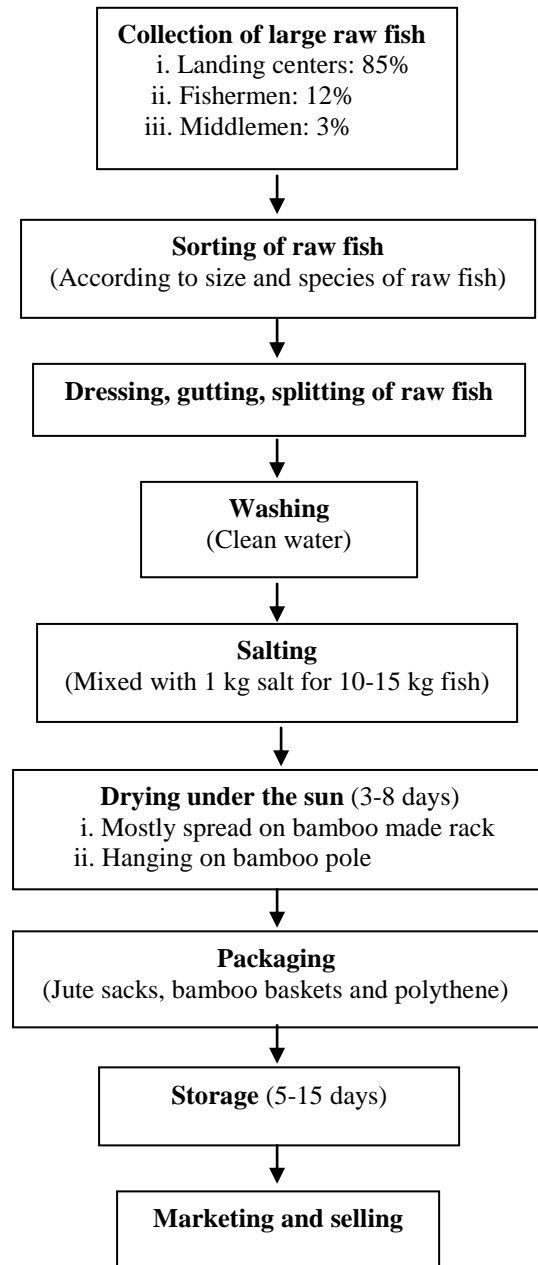 Collection of large raw fish
i. Landing centers: 85%
ii. Fishermen: 12%
iii. Middlemen: 3%
Sorting of raw fish
(According to size and species of raw fish)
Dressing, gutting, splitting of raw fish
Washing
(Clean water)
Salting
(Mixed with 1 kg salt for 10-15 kg fish)
Drying under the sun (3-8 days)
i. Mostly spread on bamboo made rack
ii. Hanging on bamboo pole
Packaging
(Jute sacks, bamboo baskets and polythene)
Storage (5-15 days)
Marketing and selling